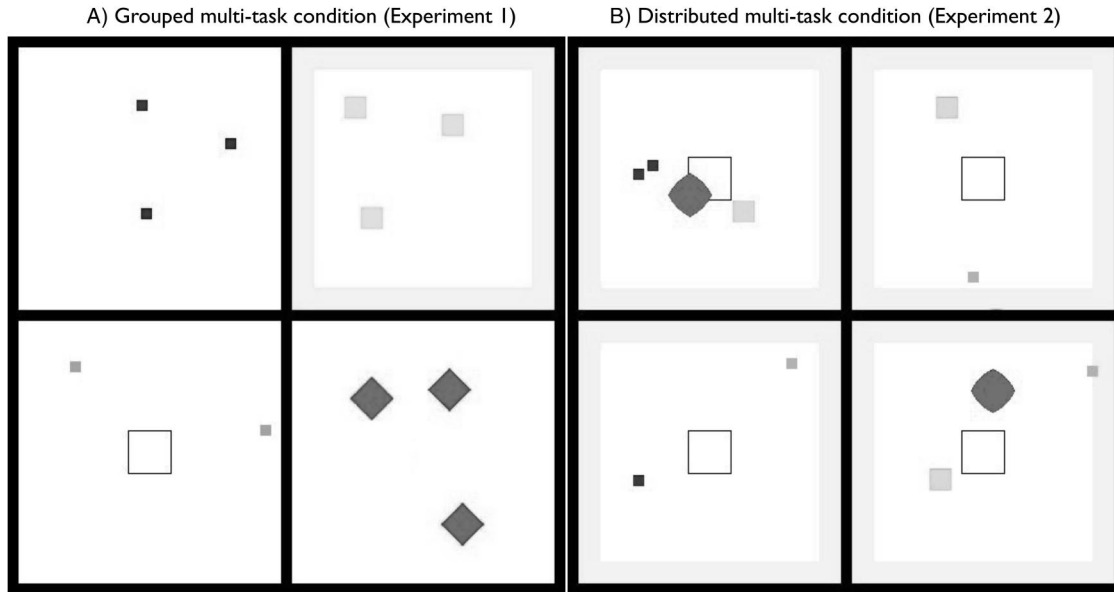 A) Grouped multi-task condition (Experiment 1)
B) Distributed multi-task condition (Experiment 2)